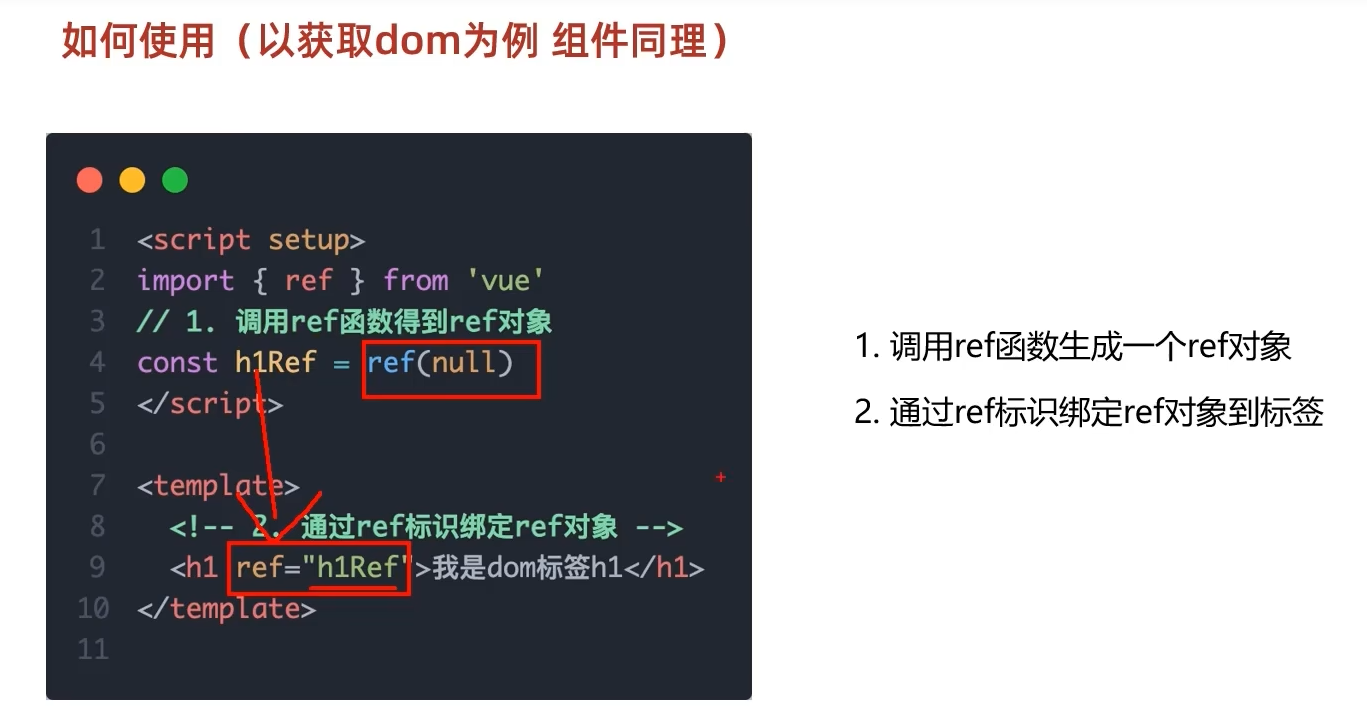 如何使用（以获取dom为例 组件同理）
1 <script setup>
2 import { ref } from 'vue'
3 // 1. 调用ref函数得到ref对象
4 const h1Ref = ref(null)
5 </script>
6
7 <template>
8 <!-- 2. 通过ref标识绑定ref对象 -->
9 <h1 ref="h1Ref">我是dom标签h1</h1>
10 </template>
11
1. 调用ref函数生成一个ref对象
2. 通过ref标识绑定ref对象到标签